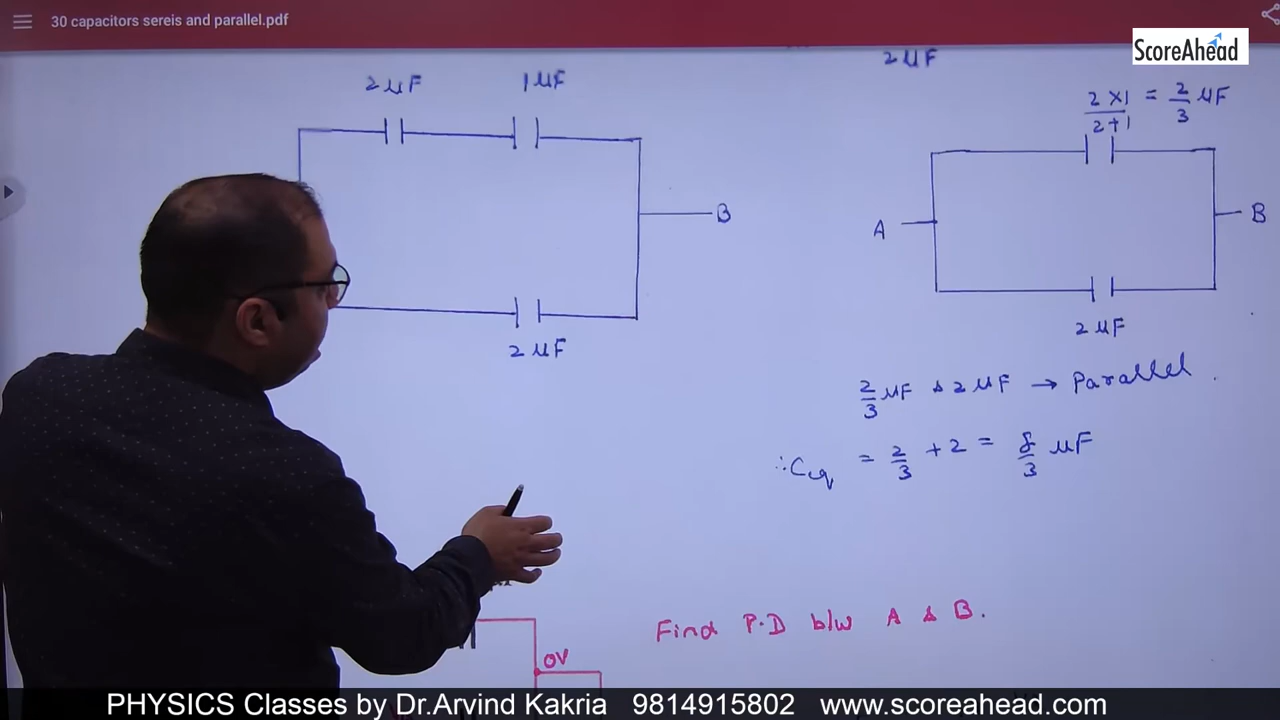 30 capacitors sereis and parallel.pdf
ScoreAhead
2 μF 1 μF
B
2 μF
2 μF
2 × 1 / 2 + 1 = 2/3 μF
A B
2 μF
2/3 μF & 2 μF → Parallel.
∴ Ceq = 2/3 + 2 = 8/3 μF
Find P.D b/w A & B.
0V
PHYSICS Classes by Dr.Arvind Kakria 9814915802 www.scoreahead.com